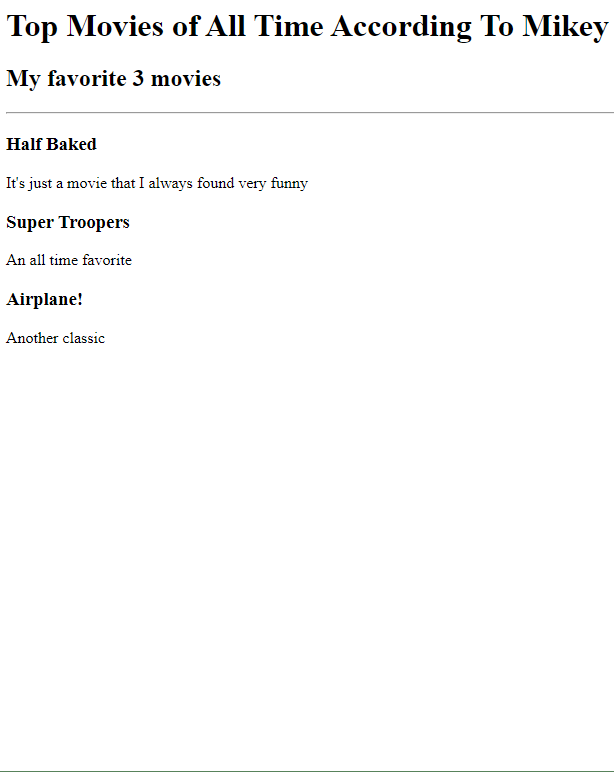 Top Movies of All Time According To Mikey
My favorite 3 movies
Half Baked
It's just a movie that I always found very funny
Super Troopers
An all time favorite
Airplane!
Another classic